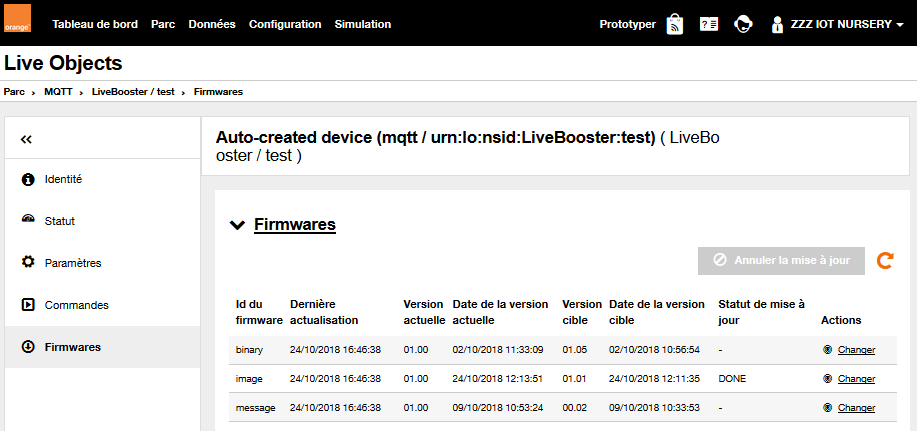 orange Tableau de bord Parc Données Configuration Simulation Prototyper ZZZ IOT NURSERY
Live Objects
Parc > MQTT > LiveBooster / test > Firmwares
Auto-created device (mqtt / urn:lo:nsid:LiveBooster:test) ( LiveBo
oster / test )
Identité
Statut
Paramètres
Commandes
Firmwares
Firmwares
Annuler la mise à jour
Id du firmware Dernière actualisation Version actuelle Date de la version actuelle Version cible Date de la version cible Statut de mise à jour Actions
binary 24/10/2018 16:46:38 01.00 02/10/2018 11:33:09 01.05 02/10/2018 10:56:54 - Changer
image 24/10/2018 16:46:38 01.00 24/10/2018 12:13:51 01.01 24/10/2018 12:11:35 DONE Changer
message 24/10/2018 16:46:38 01.00 09/10/2018 10:53:24 00.02 09/10/2018 10:33:53 - Changer